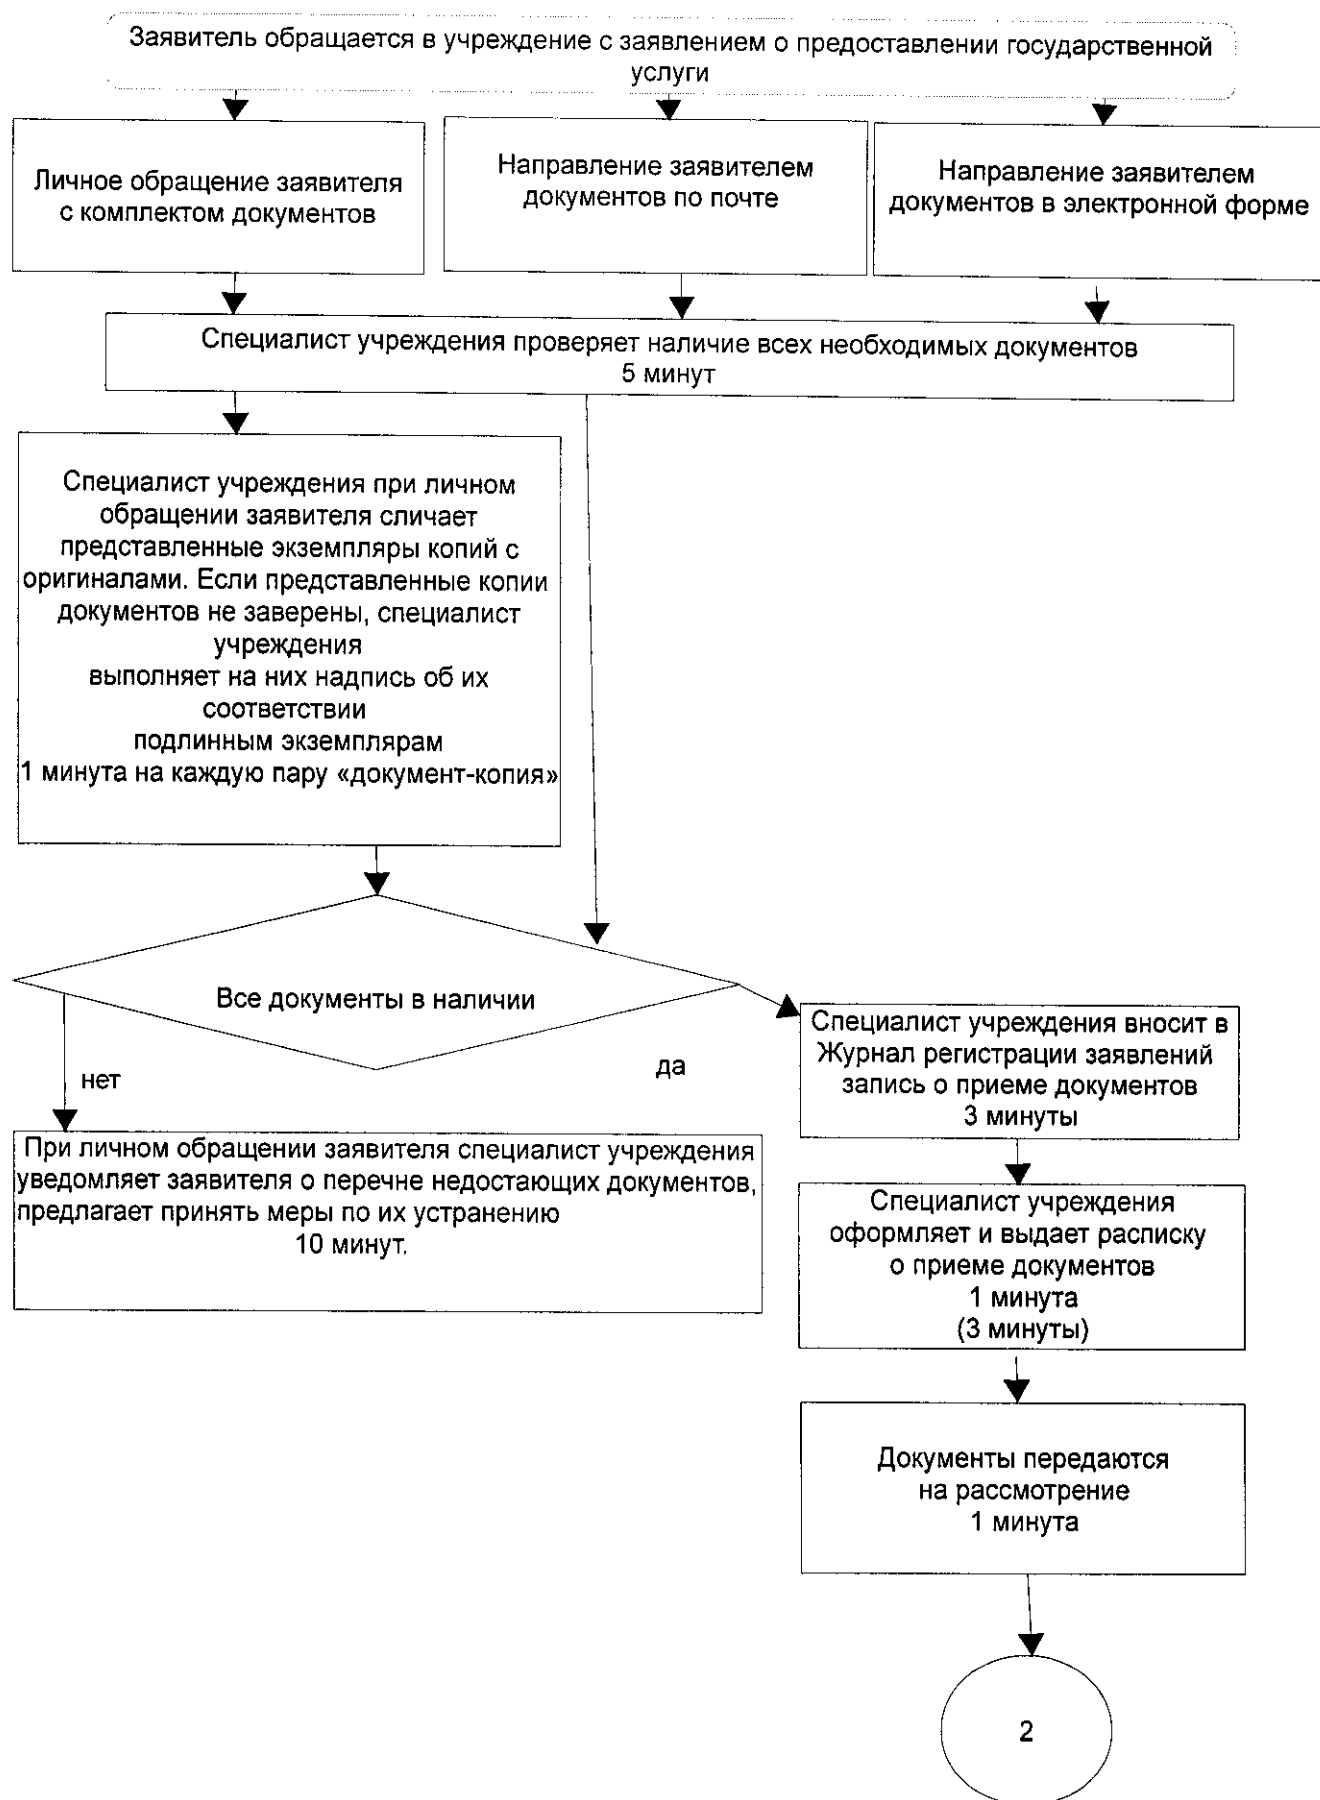 Заявитель обращается в учреждение с заявлением о предоставлении государственной
услуги
Личное обращение заявителя
с комплектом документов
Направление заявителем
документов по почте
Направление заявителем
документов в электронной форме
Специалист учреждения проверяет наличие всех необходимых документов
5 минут
Специалист учреждения при личном
обращении заявителя сличает
представленные экземпляры копий с
оригиналами. Если представленные копии
документов не заверены, специалист
учреждения
выполняет на них надпись об их
соответствии
подлинным экземплярам
1 минута на каждую пару «документ-копия»
Все документы в наличии
нет
да
При личном обращении заявителя специалист учреждения
уведомляет заявителя о перечне недостающих документов,
предлагает принять меры по их устранению
10 минут.
Специалист учреждения вносит в
Журнал регистрации заявлений
запись о приеме документов
3 минуты
Специалист учреждения
оформляет и выдает расписку
о приеме документов
1 минута
(3 минуты)
Документы передаются
на рассмотрение
1 минута
2